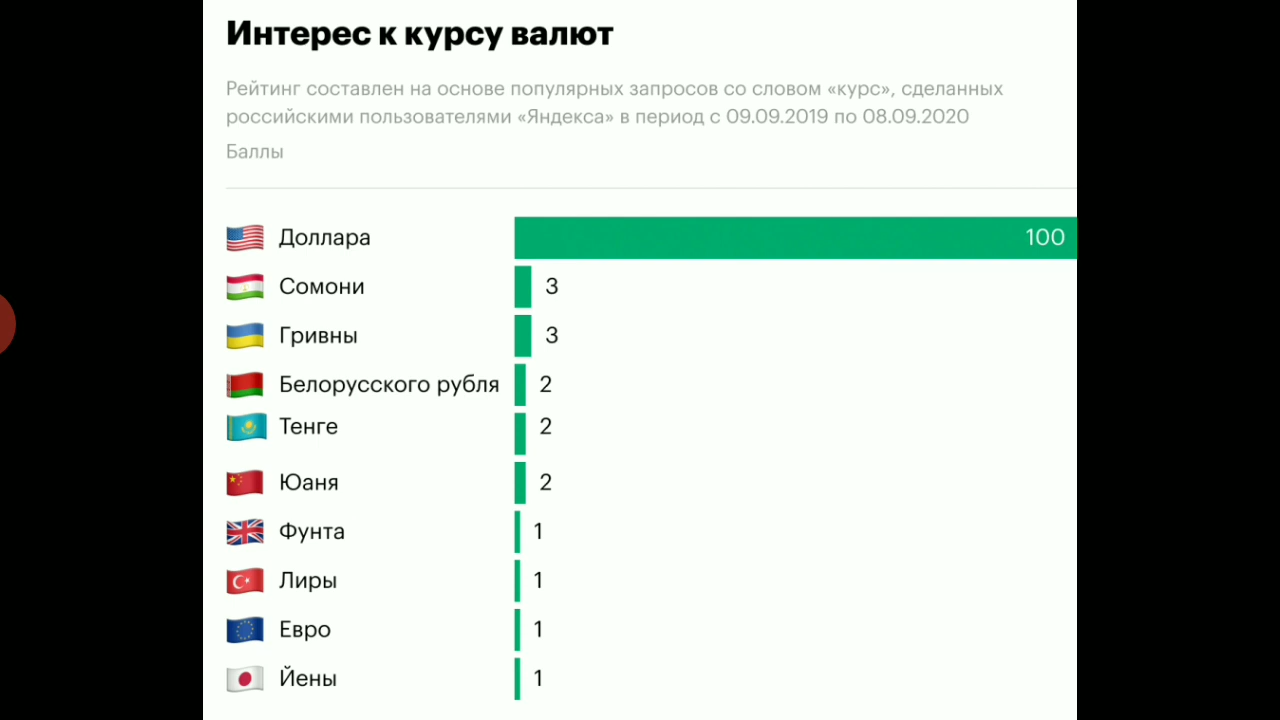 Интерес к курсу валют
Рейтинг составлен на основе популярных запросов со словом «курс», сделанных
российскими пользователями «Яндекса» в период с 09.09.2019 по 08.09.2020
Баллы
Доллара 100
Сомони 3
Гривны 3
Белорусского рубля 2
Тенге 2
Юаня 2
Фунта 1
Лиры 1
Евро 1
Йены 1